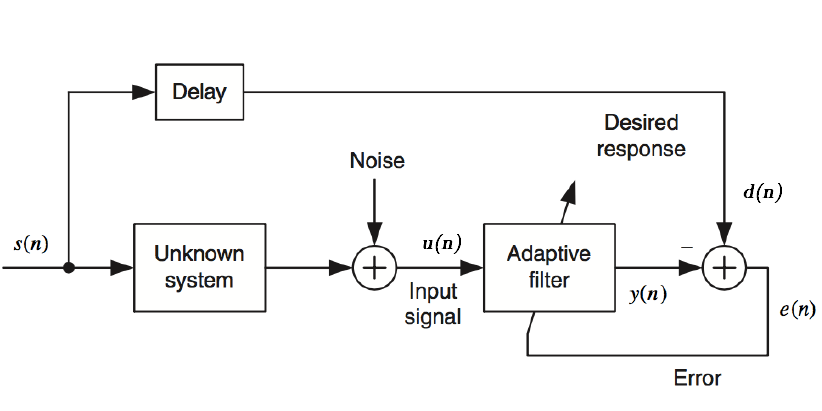 Delay
Desired
response
Noise
d(n)
s(n)
Unknown
system
+
u(n)
Input
signal
Adaptive
filter
−
y(n)
+
e(n)
Error